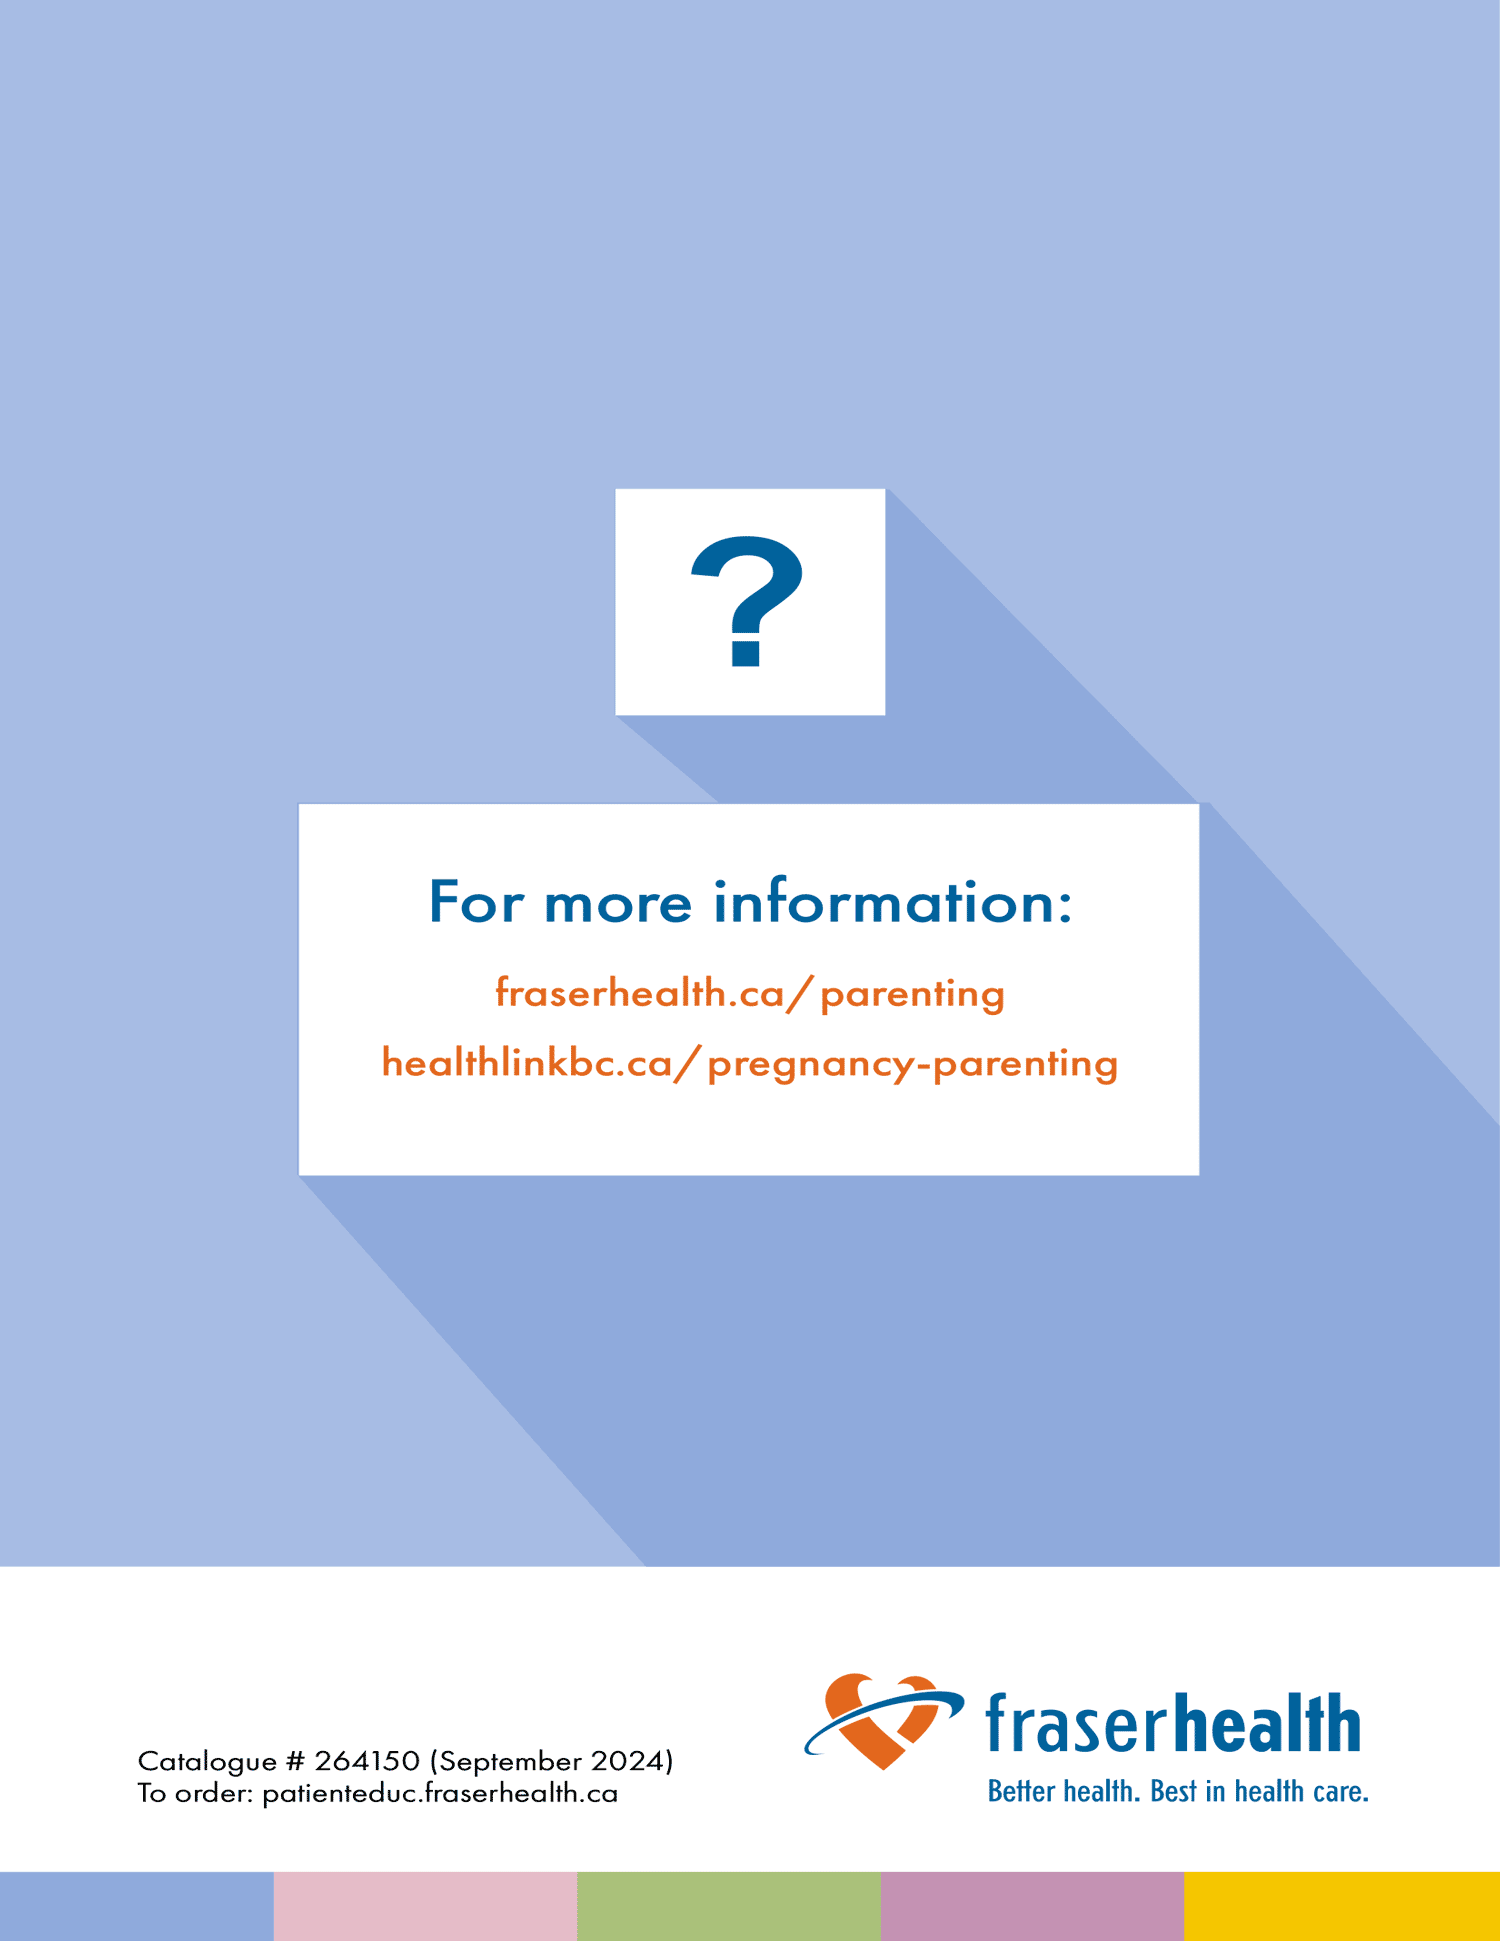 ?
For more information:
fraserhealth.ca/parenting
healthlinkbc.ca/pregnancy-parenting
Catalogue # 264150 (September 2024)
To order: patienteduc.fraserhealth.ca
fraserhealth
Better health. Best in health care.